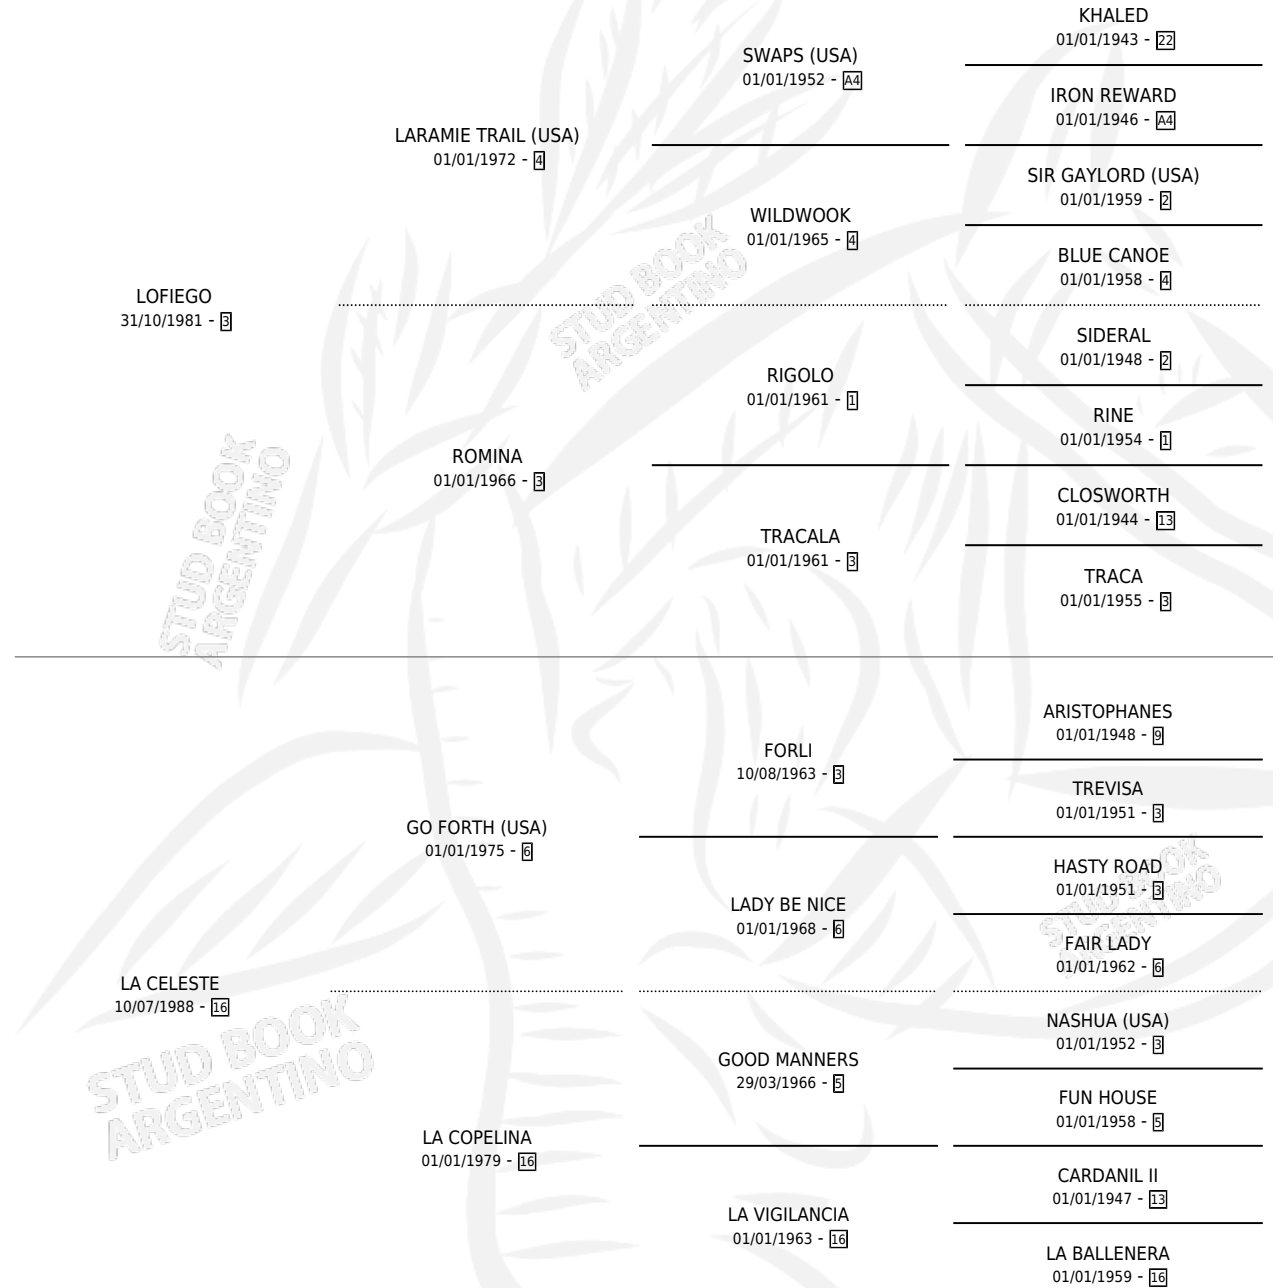 KHALED
01/01/1943 - 22
SWAPS (USA)
01/01/1952 - A4
IRON REWARD
01/01/1946 - A4
LARAMIE TRAIL (USA)
01/01/1972 - 4
SIR GAYLORD (USA)
01/01/1959 - 2
WILDWOOK
01/01/1965 - 4
BLUE CANOE
01/01/1958 - 4
LOFIEGO
31/10/1981 - 3
SIDERAL
01/01/1948 - 2
RIGOLO
01/01/1961 - 1
RINE
01/01/1954 - 1
ROMINA
01/01/1966 - 3
CLOSWORTH
01/01/1944 - 13
TRACALA
01/01/1961 - 3
TRACA
01/01/1955 - 3
STUD BOOK
ARGENTINO
STUD BOOK
ARGENTINO
ARISTOPHANES
01/01/1948 - 9
FORLI
10/08/1963 - 3
TREVISA
01/01/1951 - 3
GO FORTH (USA)
01/01/1975 - 6
HASTY ROAD
01/01/1951 - 3
LADY BE NICE
01/01/1968 - 6
FAIR LADY
01/01/1962 - 6
LA CELESTE
10/07/1988 - 16
NASHUA (USA)
01/01/1952 - 3
GOOD MANNERS
29/03/1966 - 5
FUN HOUSE
01/01/1958 - 5
LA COPELINA
01/01/1979 - 16
CARDANIL II
01/01/1947 - 13
LA VIGILANCIA
01/01/1963 - 16
LA BALLENERA
01/01/1959 - 16
STUD BOOK
ARGENTINO
STUD BOOK
ARGENTINO